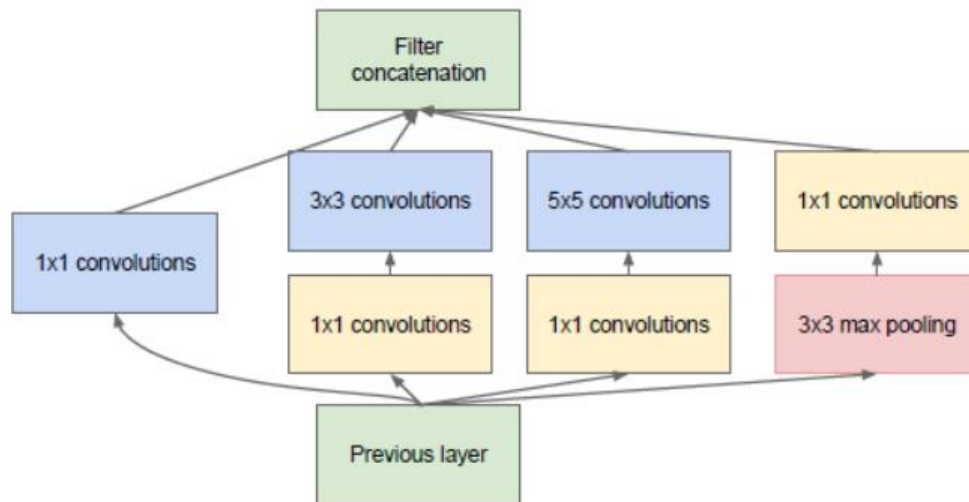 Filter
concatenation
3x3 convolutions
5x5 convolutions
1x1 convolutions
1x1 convolutions
1x1 convolutions
1x1 convolutions
3x3 max pooling
Previous layer